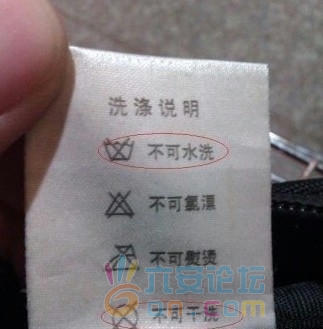 洗涤说明
不可水洗
不可氯漂
不可熨烫
不可干洗
六安论坛